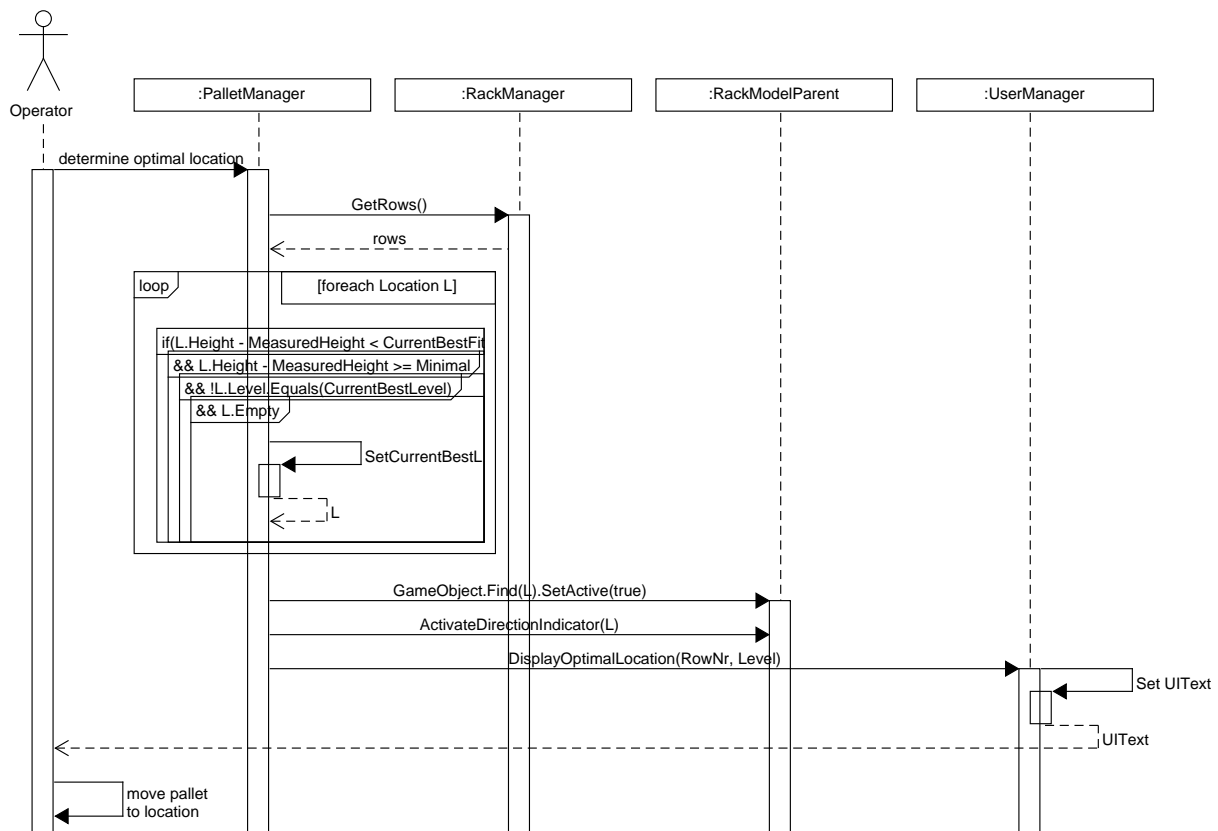 Operator
:PalletManager
:RackManager
:RackModelParent
:UserManager
determine optimal location
GetRows()
rows
loop
[foreach Location L]
if(L.Height - MeasuredHeight < CurrentBestFit
&& L.Height - MeasuredHeight >= Minimal
&& !L.Level.Equals(CurrentBestLevel)
&& L.Empty
SetCurrentBestL
L
GameObject.Find(L).SetActive(true)
ActivateDirectionIndicator(L)
DisplayOptimalLocation(RowNr, Level)
Set UIText
UIText
move pallet
to location